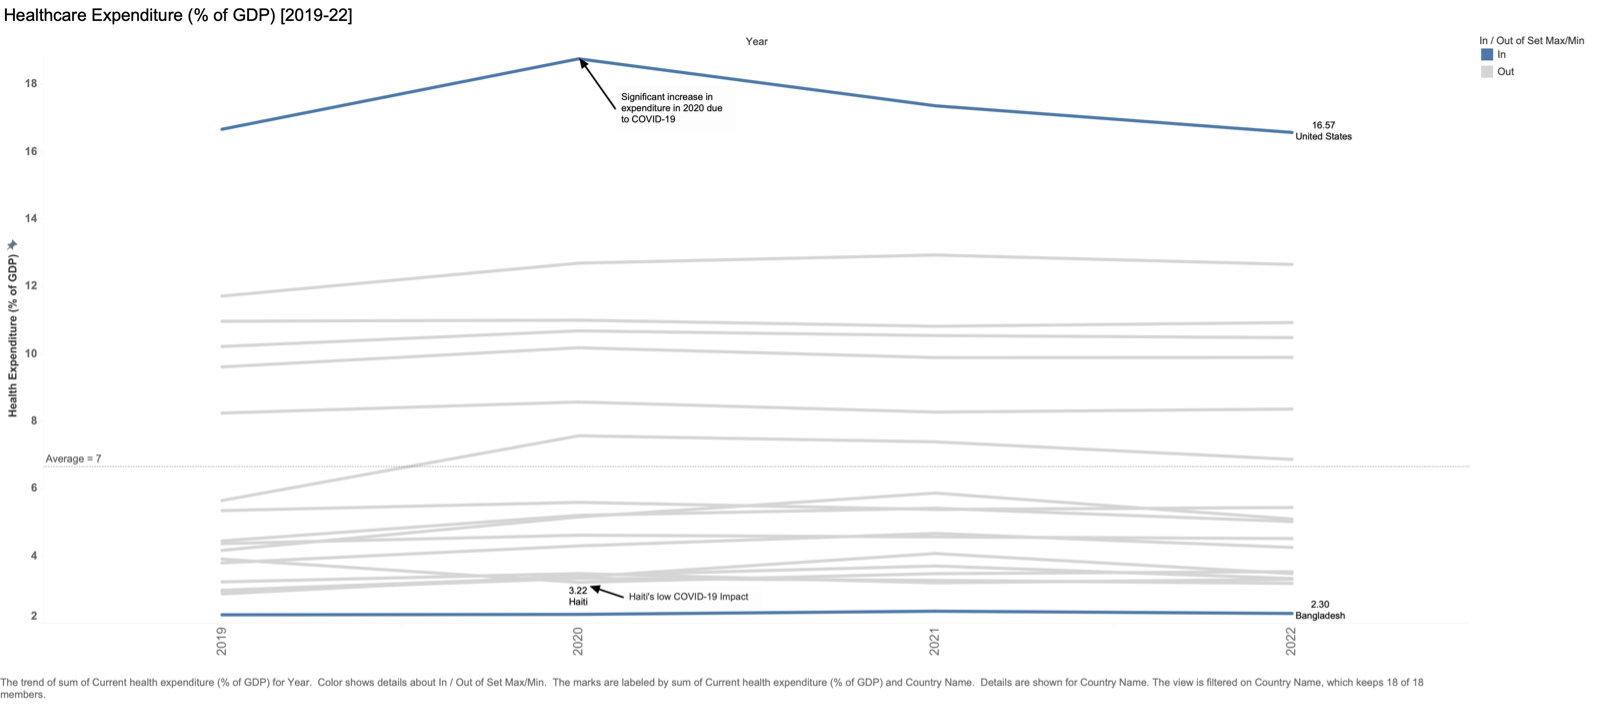 Healthcare Expenditure (% of GDP) [2019-22]
Year
In / Out of Set Max/Min
In
Out
18
16
14
12
10
8
6
4
2
Health Expenditure (% of GDP)
Significant increase in
expenditure in 2020 due
to COVID-19
16.57
United States
Average = 7
3.22
Haiti
Haiti's low COVID-19 Impact
2.30
Bangladesh
2019
2020
2021
2022
The trend of sum of Current health expenditure (% of GDP) for Year.  Color shows details about In / Out of Set Max/Min.  The marks are labeled by sum of Current health expenditure (% of GDP) and Country Name.  Details are shown for Country Name. The view is filtered on Country Name, which keeps 18 of 18
members.